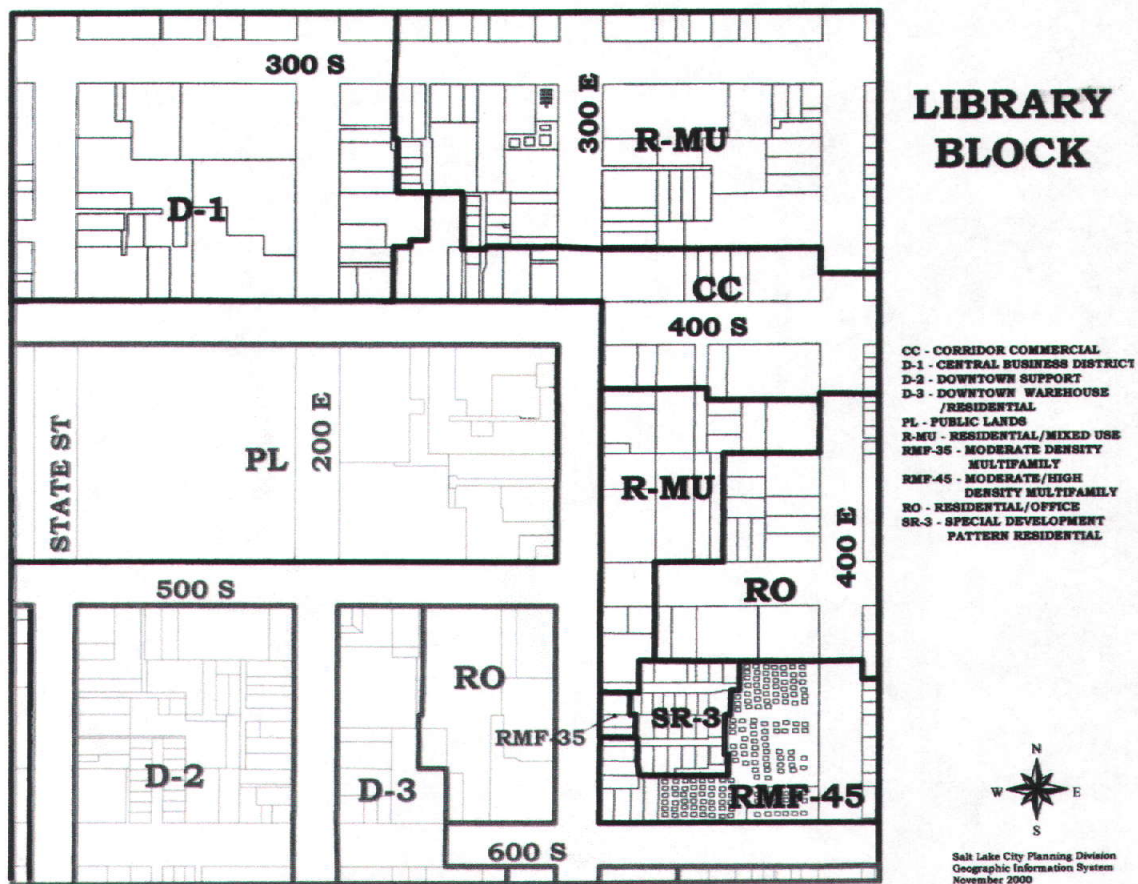 300 S
300 E
R-MU
D-1
CC
400 S
STATE ST
PL
200 E
R-MU
400 E
500 S
RO
RO
SR-3
RMF-35
D-2
D-3
RMF-45
600 S
LIBRARY
BLOCK
CC - CORRIDOR COMMERCIAL
D-1 - CENTRAL BUSINESS DISTRICT
D-2 - DOWNTOWN SUPPORT
D-3 - DOWNTOWN WAREHOUSE
/RESIDENTIAL
PL - PUBLIC LANDS
R-MU - RESIDENTIAL/MIXED USE
RMF-35 - MODERATE DENSITY
MULTIFAMILY
RMF-45 - MODERATE/HIGH
DENSITY MULTIFAMILY
RO - RESIDENTIAL/OFFICE
SR-3 - SPECIAL DEVELOPMENT
PATTERN RESIDENTIAL
N
W E
S
Salt Lake City Planning Division
Geographic Information System
November 2000